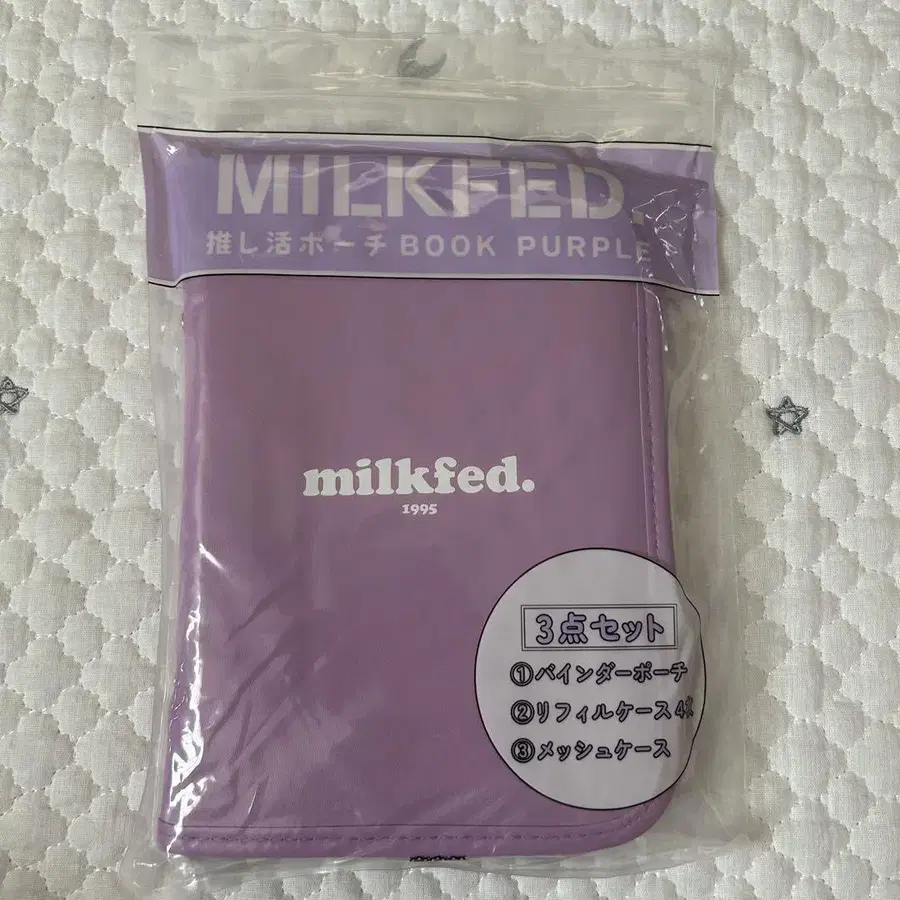 MILKFED.
推し活ポーチ BOOK PURPLE
milkfed.
1995
3点セット
①バインダーポーチ
②リフィルケース 4枚
③メッシュケース